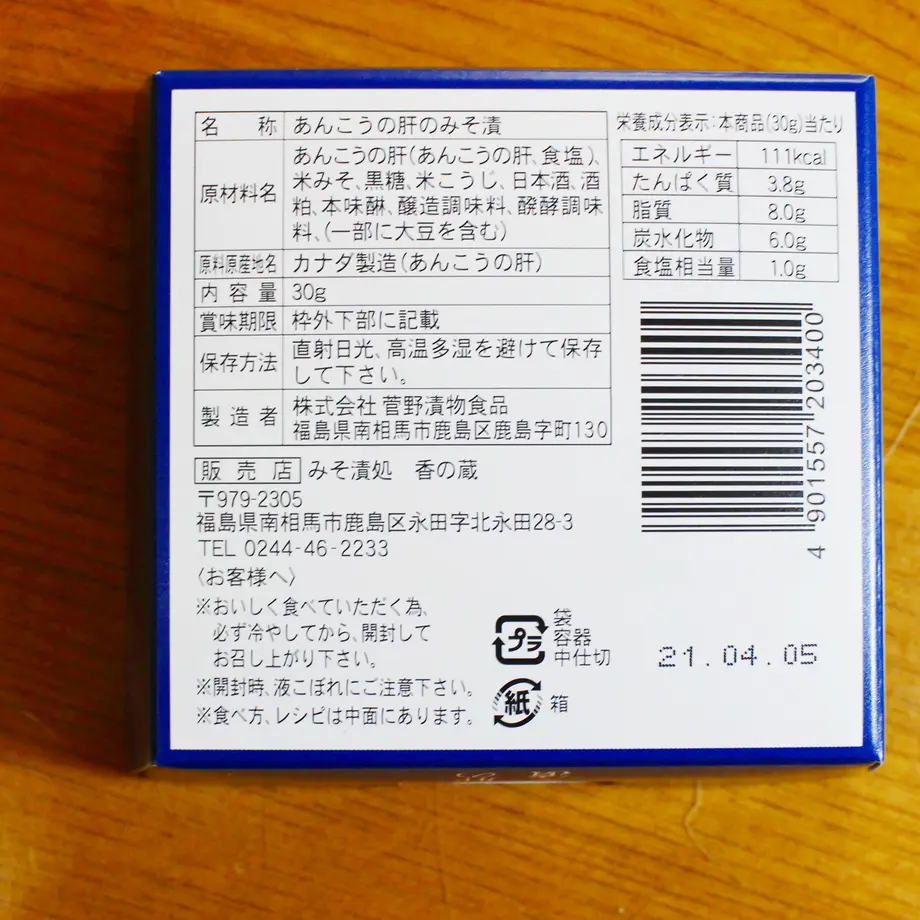 名称 あんこうの肝のみそ漬
原材料名 あんこうの肝(あんこうの肝、食塩)、
米みそ、黒糖、米こうじ、日本酒、酒
粕、本味醂、醸造調味料、醗酵調味
料、(一部に大豆を含む)
原料原産地名 カナダ製造(あんこうの肝)
内容量 30g
賞味期限 枠外下部に記載
保存方法 直射日光、高温多湿を避けて保存
して下さい。
製造者 株式会社 菅野漬物食品
福島県南相馬市鹿島区鹿島字町130
販売店 みそ漬処 香の蔵
〒979-2305
福島県南相馬市鹿島区永田字北永田28-3
TEL 0244-46-2233
〈お客様へ〉
※おいしく食べていただく為、
必ず冷やしてから、開封して
お召し上がり下さい。
※開封時、液こぼれにご注意下さい。
※食べ方、レシピは中面にあります。
栄養成分表示:本商品(30g)当たり
エネルギー 111kcal
たんぱく質 3.8g
脂質 8.0g
炭水化物 6.0g
食塩相当量 1.0g
4 901557 203400
プラ 袋
容器
中仕切
紙 箱
21.04.05